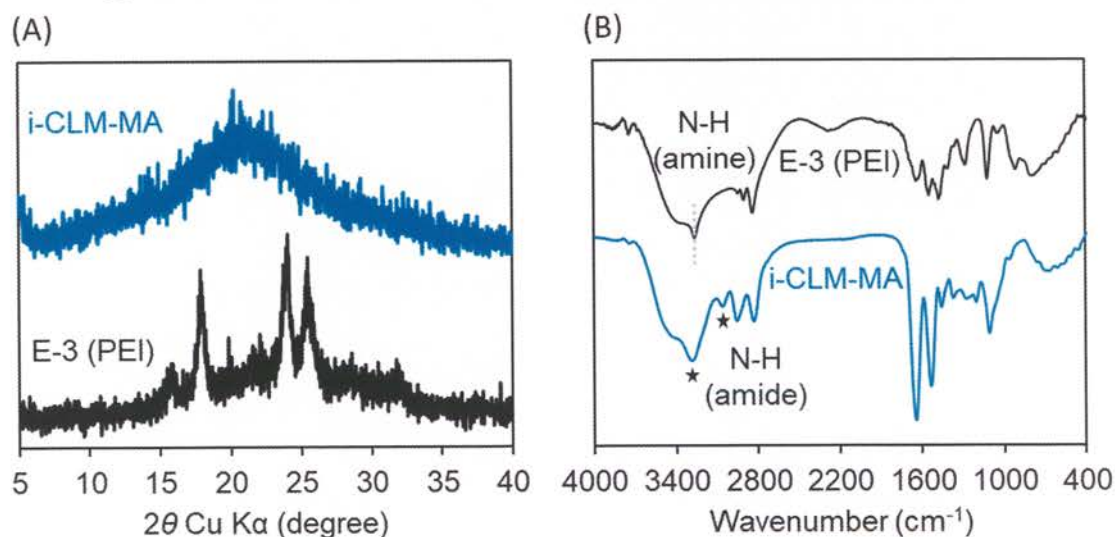 (A)
i-CLM-MA
E-3 (PEI)
5 10 15 20 25 30 35 40
2θ Cu Kα (degree)
(B)
N-H
(amine)
E-3 (PEI)
i-CLM-MA
★
N-H
★
(amide)
4000 3400 2800 2200 1600 1000 400
Wavenumber (cm⁻¹)